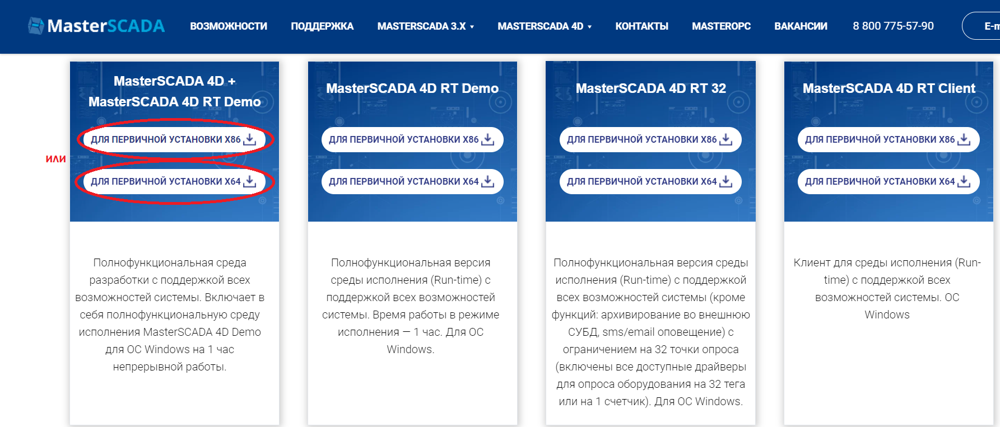 MasterSCADA
ВОЗМОЖНОСТИ
ПОДДЕРЖКА
MASTERSCADA 3.X
MASTERSCADA 4D
КОНТАКТЫ
MASTEROPC
ВАКАНСИИ
8 800 775-57-90
E-m
MasterSCADA 4D +
MasterSCADA 4D RT Demo
ДЛЯ ПЕРВИЧНОЙ УСТАНОВКИ X86
или
ДЛЯ ПЕРВИЧНОЙ УСТАНОВКИ X64
Полнофункциональная среда
разработки с поддержкой всех
возможностей системы. Включает в
себя полнофункциональную среду
исполнения MasterSCADA 4D Demo
для ОС Windows на 1 час
непрерывной работы.
MasterSCADA 4D RT Demo
ДЛЯ ПЕРВИЧНОЙ УСТАНОВКИ X86
ДЛЯ ПЕРВИЧНОЙ УСТАНОВКИ X64
Полнофункциональная версия
среды исполнения (Run-time) с
поддержкой всех возможностей
системы. Время работы в режиме
исполнения — 1 час. Для ОС
Windows.
MasterSCADA 4D RT 32
ДЛЯ ПЕРВИЧНОЙ УСТАНОВКИ X86
ДЛЯ ПЕРВИЧНОЙ УСТАНОВКИ X64
Полнофункциональная версия среды
исполнения (Run-time) с поддержкой
всех возможностей системы (кроме
функций: архивирование во внешнюю
СУБД, sms/email оповещение) с
ограничением на 32 точки опроса
(включены все доступные драйверы
для опроса оборудования на 32 тега
или на 1 счетчик). Для ОС Windows.
MasterSCADA 4D RT Client
ДЛЯ ПЕРВИЧНОЙ УСТАНОВКИ X86
ДЛЯ ПЕРВИЧНОЙ УСТАНОВКИ X64
Клиент для среды исполнения (Run-
time) с поддержкой всех
возможностей системы. ОС
Windows